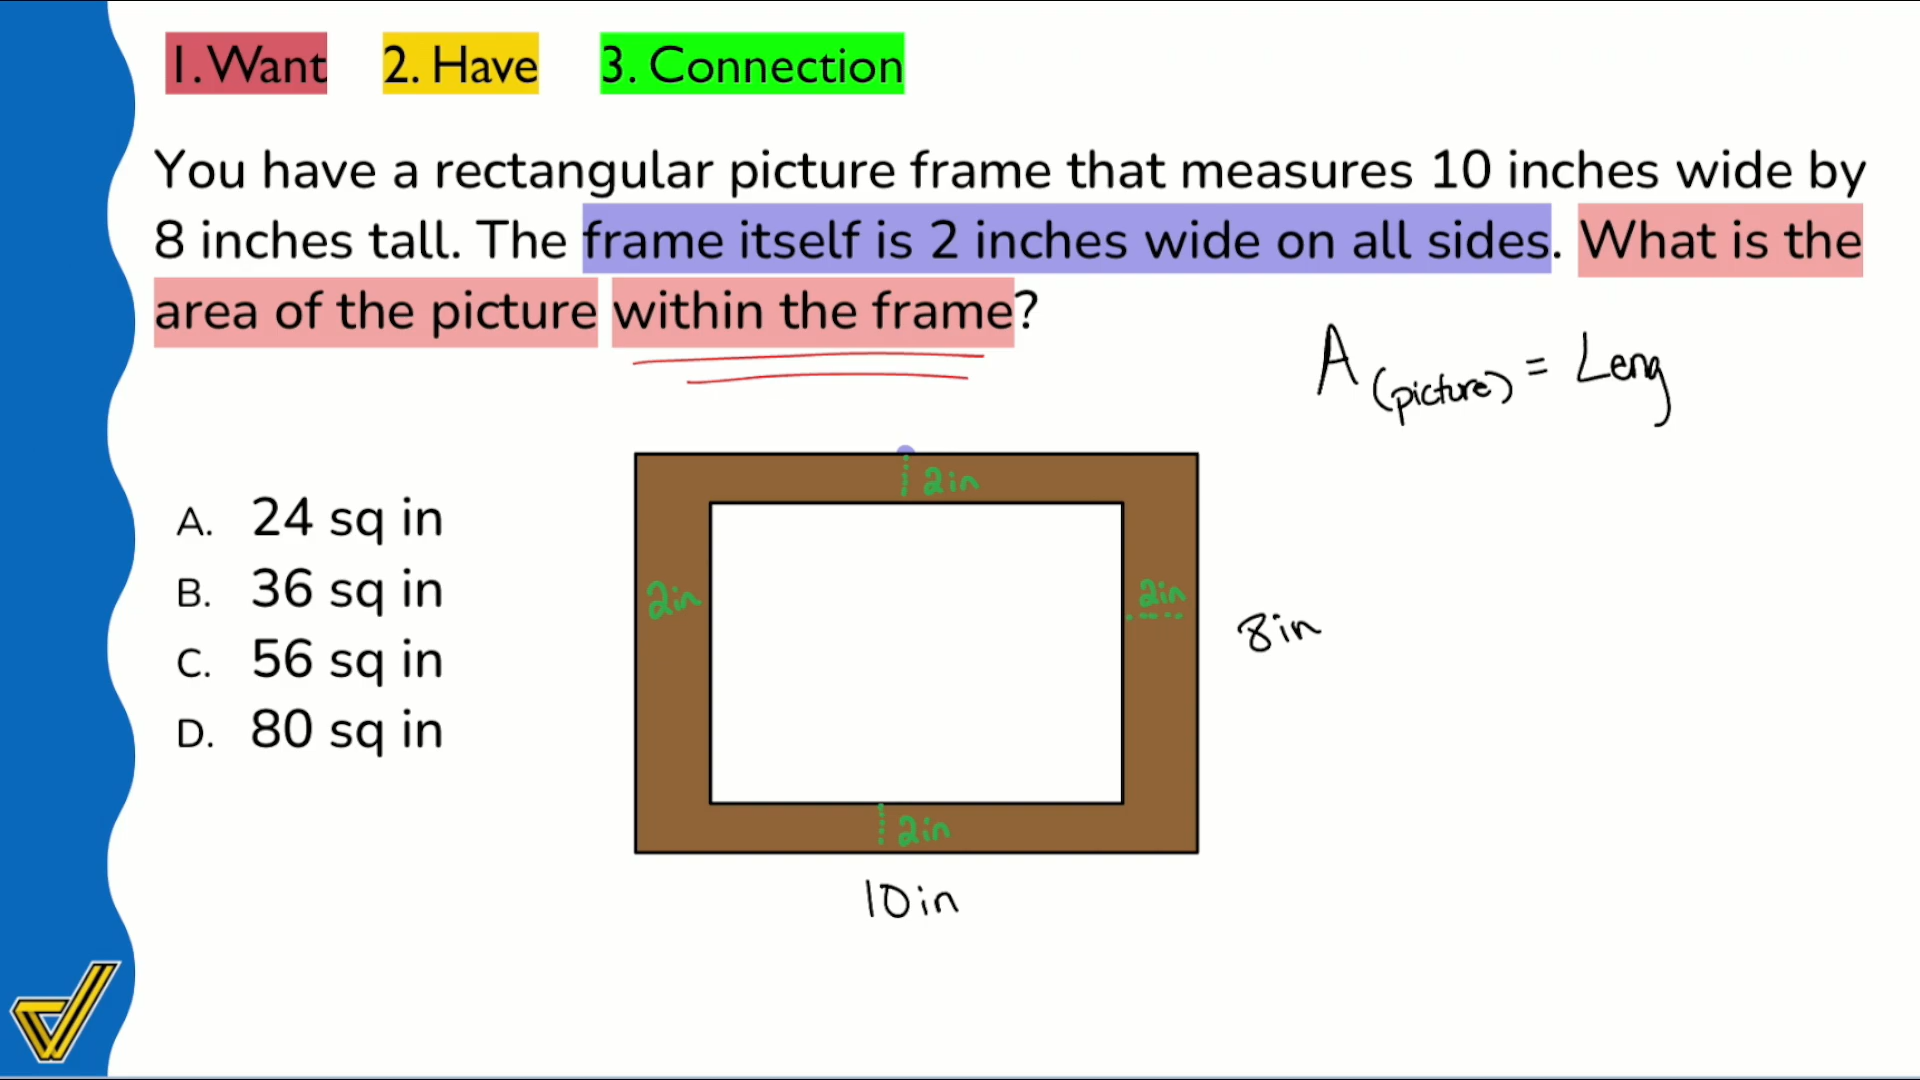 1. Want 2. Have 3. Connection
You have a rectangular picture frame that measures 10 inches wide by
8 inches tall. The frame itself is 2 inches wide on all sides. What is the
area of the picture within the frame?
A (picture) = Leng
A. 24 sq in
B. 36 sq in
C. 56 sq in
D. 80 sq in
2in
2in
2in
8in
2in
10in